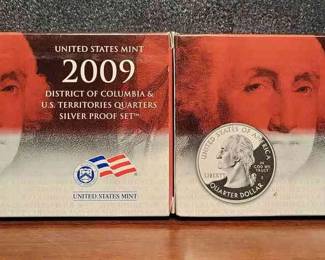 UNITED STATES MINT
2009
DISTRICT OF COLUMBIA &
U.S. TERRITORIES QUARTERS
SILVER PROOF SET™
UNITED STATES MINT
UNITED STATES OF AMERICA
LIBERTY
IN
GOD WE
TRUST
S
QUARTER DOLLAR